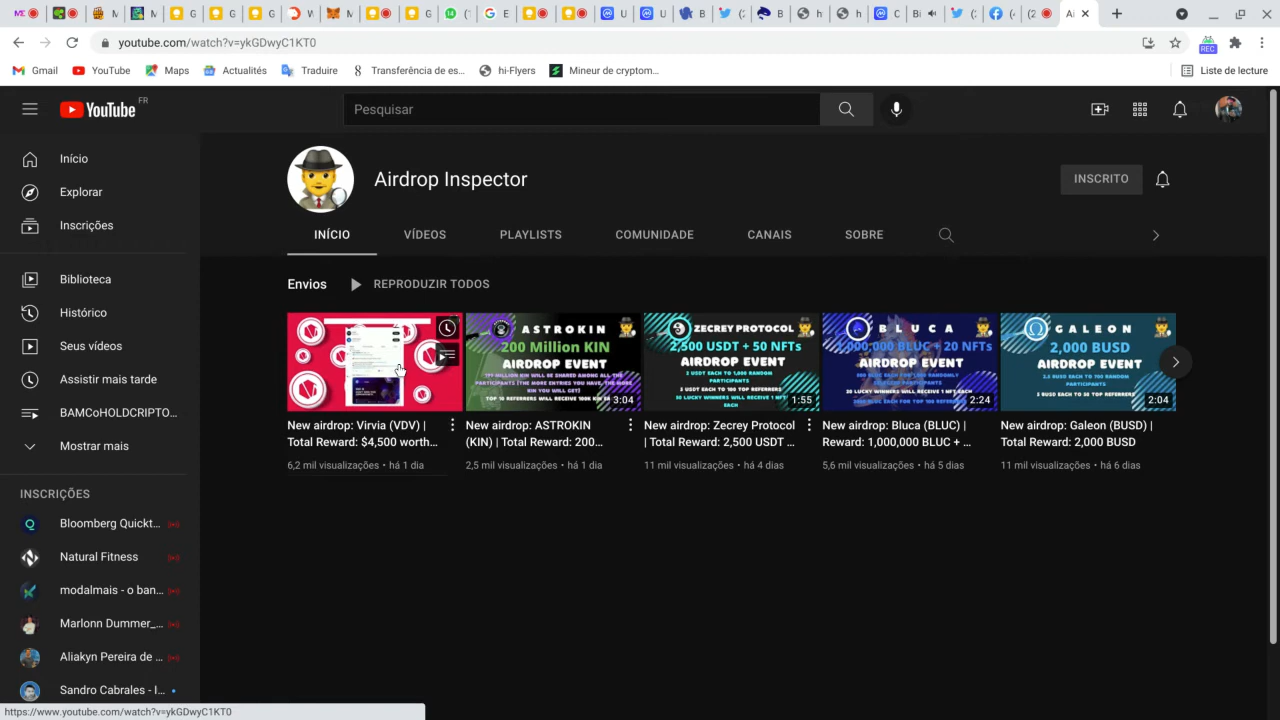 youtube.com/watch?v=ykGDwyC1KT0
REC
Gmail
YouTube
Maps
Actualités
Traduire
Transferência de es...
hi-Flyers
Mineur de cryptom...
Liste de lecture
YouTube FR
Pesquisar
Início
Explorar
Inscrições
Biblioteca
Histórico
Seus vídeos
Assistir mais tarde
BAMCoHOLDCRIPTO...
Mostrar mais
INSCRIÇÕES
Bloomberg Quickt...
Natural Fitness
modalmais - o ban...
Marlonn Dummer_...
Aliakyn Pereira de ...
Sandro Cabrales - I...
Airdrop Inspector
INSCRITO
INÍCIO
VÍDEOS
PLAYLISTS
COMUNIDADE
CANAIS
SOBRE
Envios
REPRODUZIR TODOS
New airdrop: Virvia (VDV) |
Total Reward: $4,500 worth...
6,2 mil visualizações • há 1 dia
ASTROKIN
200 Million KIN
AIRDROP EVENT
3:04
New airdrop: ASTROKIN
(KIN) | Total Reward: 200...
2,5 mil visualizações • há 1 dia
ZECREY PROTOCOL
2,500 USDT + 50 NFTs
AIRDROP EVENT
1:55
New airdrop: Zecrey Protocol
| Total Reward: 2,500 USDT ...
11 mil visualizações • há 4 dias
BLUCA
1,000,000 BLUC + 20 NFTs
AIRDROP EVENT
2:24
New airdrop: Bluca (BLUC) |
Reward: 1,000,000 BLUC + ...
5,6 mil visualizações • há 5 dias
GALEON
2,000 BUSD
AIRDROP EVENT
2:04
New airdrop: Galeon (BUSD) |
Total Reward: 2,000 BUSD
11 mil visualizações • há 6 dias
https://www.youtube.com/watch?v=ykGDwyC1KT0